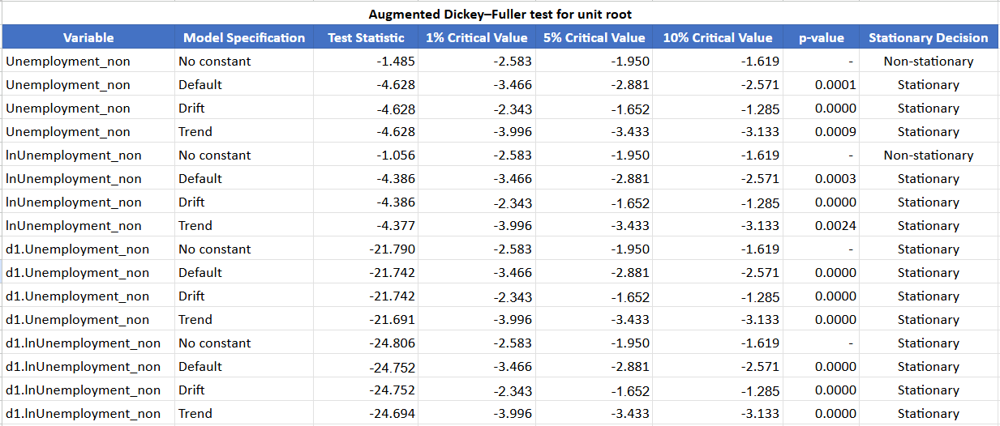 Augmented Dickey–Fuller test for unit root
Variable Model Specification Test Statistic 1% Critical Value 5% Critical Value 10% Critical Value p-value Stationary Decision
Unemployment_non No constant -1.485 -2.583 -1.950 -1.619 - Non-stationary
Unemployment_non Default -4.628 -3.466 -2.881 -2.571 0.0001 Stationary
Unemployment_non Drift -4.628 -2.343 -1.652 -1.285 0.0000 Stationary
Unemployment_non Trend -4.628 -3.996 -3.433 -3.133 0.0009 Stationary
lnUnemployment_non No constant -1.056 -2.583 -1.950 -1.619 - Non-stationary
lnUnemployment_non Default -4.386 -3.466 -2.881 -2.571 0.0003 Stationary
lnUnemployment_non Drift -4.386 -2.343 -1.652 -1.285 0.0000 Stationary
lnUnemployment_non Trend -4.377 -3.996 -3.433 -3.133 0.0024 Stationary
d1.Unemployment_non No constant -21.790 -2.583 -1.950 -1.619 - Stationary
d1.Unemployment_non Default -21.742 -3.466 -2.881 -2.571 0.0000 Stationary
d1.Unemployment_non Drift -21.742 -2.343 -1.652 -1.285 0.0000 Stationary
d1.Unemployment_non Trend -21.691 -3.996 -3.433 -3.133 0.0000 Stationary
d1.lnUnemployment_non No constant -24.806 -2.583 -1.950 -1.619 - Stationary
d1.lnUnemployment_non Default -24.752 -3.466 -2.881 -2.571 0.0000 Stationary
d1.lnUnemployment_non Drift -24.752 -2.343 -1.652 -1.285 0.0000 Stationary
d1.lnUnemployment_non Trend -24.694 -3.996 -3.433 -3.133 0.0000 Stationary